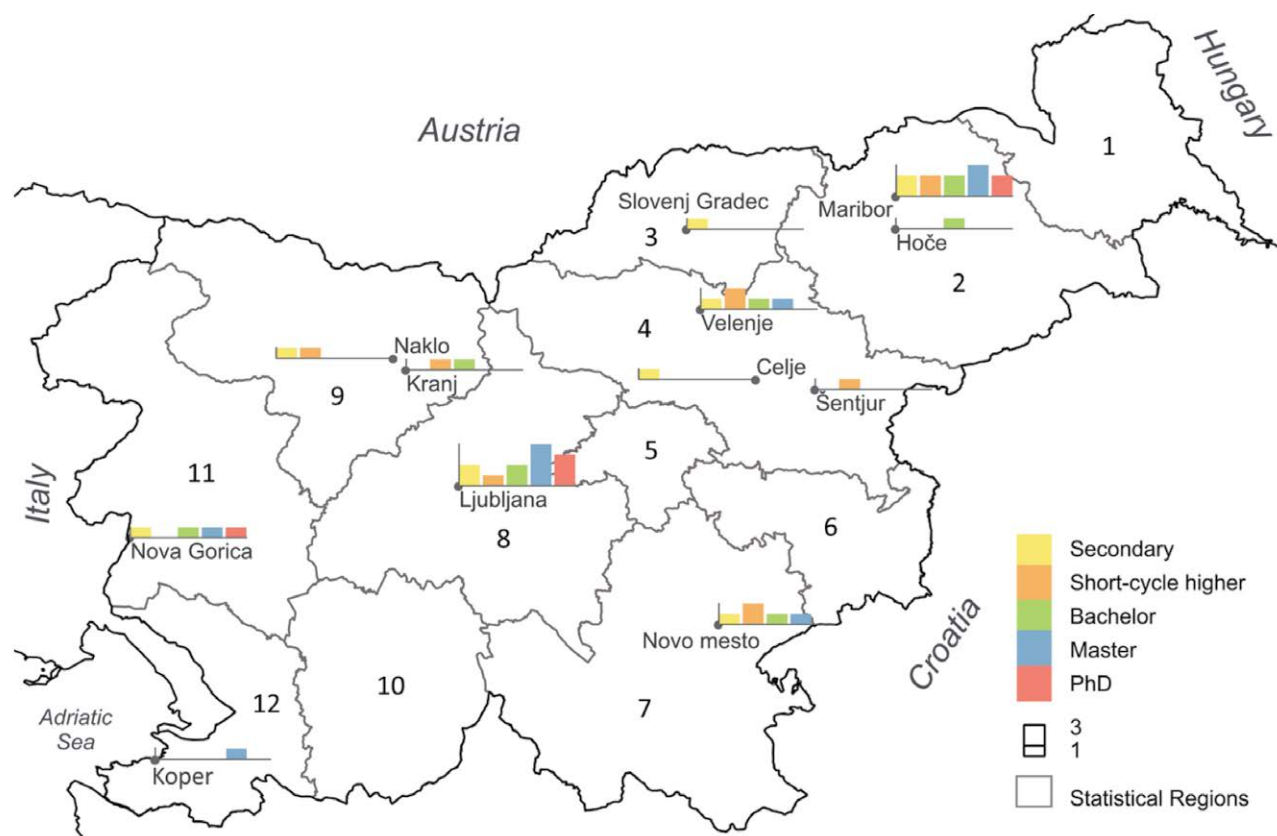 Hungary
Austria
1
Slovenj Gradec
3
Maribor
Hoče
2
4
Velenje
Naklo
Kranj
9
Celje
Šentjur
5
Italy
11
Ljubljana
8
6
Nova Gorica
Novo mesto
Croatia
10
7
12
Adriatic
Sea
Koper
Secondary
Short-cycle higher
Bachelor
Master
PhD
3
1
Statistical Regions